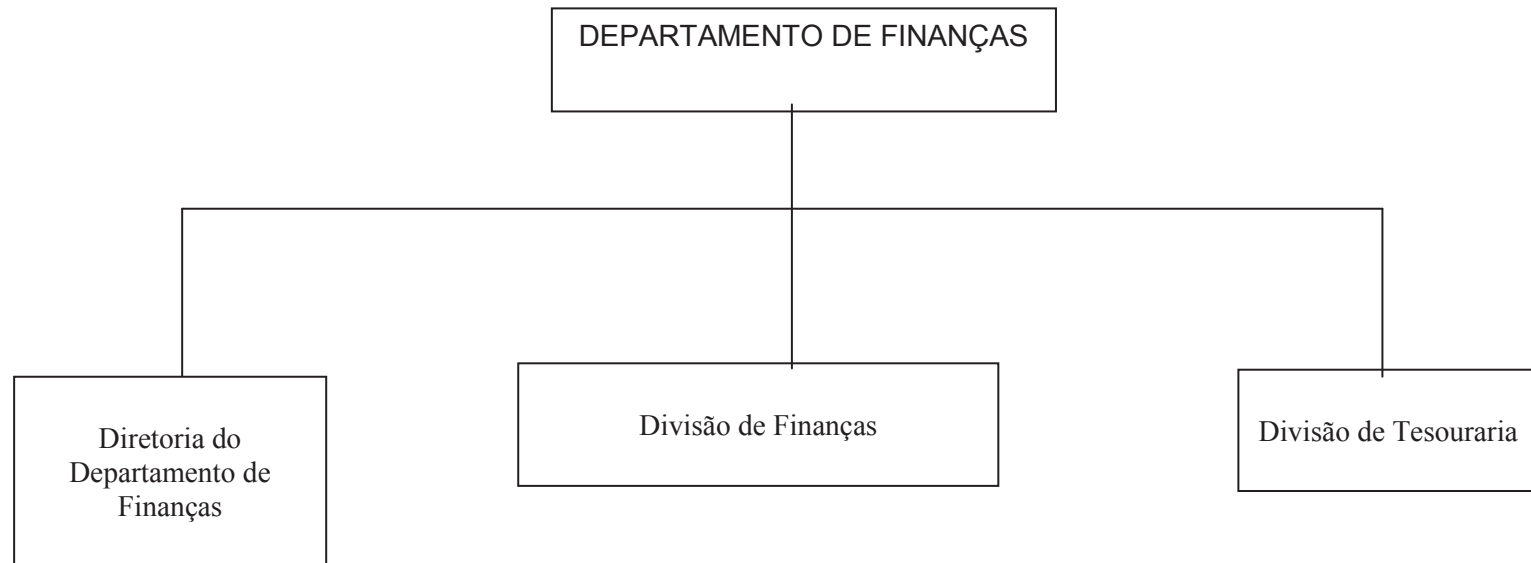 DEPARTAMENTO DE FINANÇAS
Diretoria do
Departamento de
Finanças
Divisão de Finanças
Divisão de Tesouraria